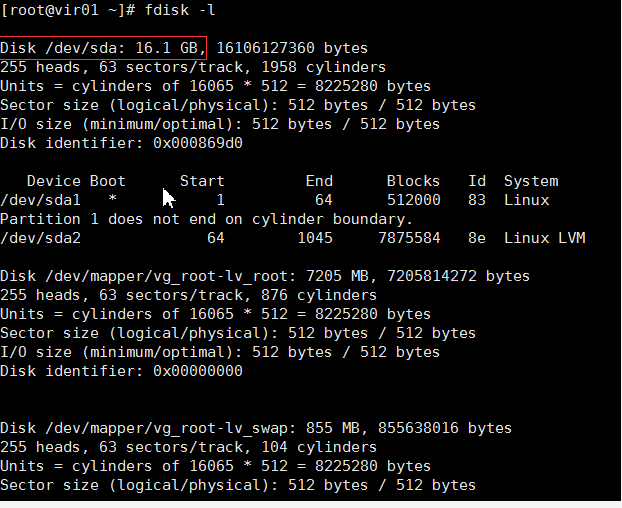 [root@vir01 ~]# fdisk -l
Disk /dev/sda: 16.1 GB, 16106127360 bytes
255 heads, 63 sectors/track, 1958 cylinders
Units = cylinders of 16065 * 512 = 8225280 bytes
Sector size (logical/physical): 512 bytes / 512 bytes
I/O size (minimum/optimal): 512 bytes / 512 bytes
Disk identifier: 0x000869d0
Device Boot Start End Blocks Id System
/dev/sda1 * 1 64 512000 83 Linux
Partition 1 does not end on cylinder boundary.
/dev/sda2 64 1045 7875584 8e Linux LVM
Disk /dev/mapper/vg_root-lv_root: 7205 MB, 7205814272 bytes
255 heads, 63 sectors/track, 876 cylinders
Units = cylinders of 16065 * 512 = 8225280 bytes
Sector size (logical/physical): 512 bytes / 512 bytes
I/O size (minimum/optimal): 512 bytes / 512 bytes
Disk identifier: 0x00000000
Disk /dev/mapper/vg_root-lv_swap: 855 MB, 855638016 bytes
255 heads, 63 sectors/track, 104 cylinders
Units = cylinders of 16065 * 512 = 8225280 bytes
Sector size (logical/physical): 512 bytes / 512 bytes